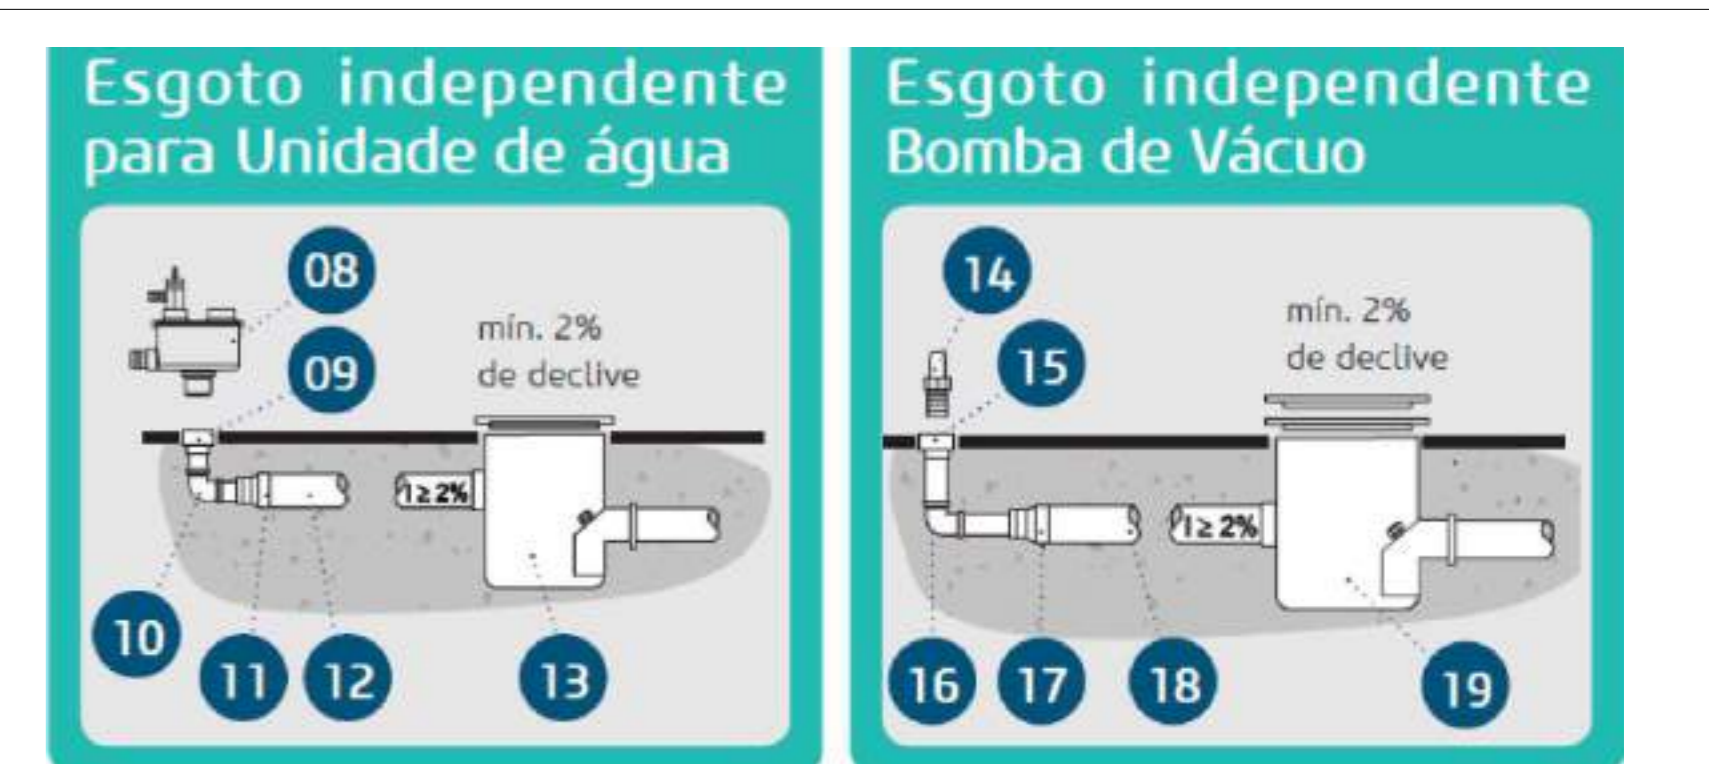 Esgoto independente
para Unidade de água
08
09
mín. 2%
de declive
I ≥ 2%
10
11
12
13
Esgoto independente
Bomba de Vácuo
14
15
mín. 2%
de declive
I ≥ 2%
16
17
18
19